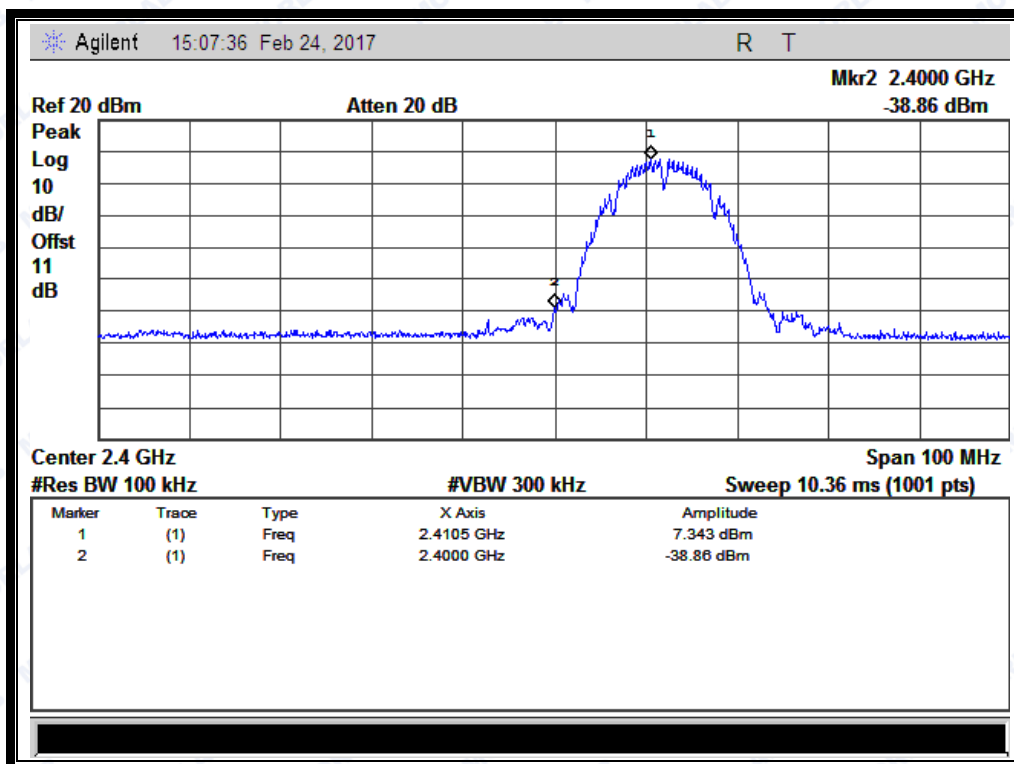 Agilent 15:07:36 Feb 24, 2017 R T
Mkr2 2.4000 GHz
Ref 20 dBm Atten 20 dB -38.86 dBm
Peak
Log
10
dB/
Offst
11
dB
1
2
Center 2.4 GHz Span 100 MHz
#Res BW 100 kHz #VBW 300 kHz Sweep 10.36 ms (1001 pts)
Marker Trace Type X Axis Amplitude
1 (1) Freq 2.4105 GHz 7.343 dBm
2 (1) Freq 2.4000 GHz -38.86 dBm